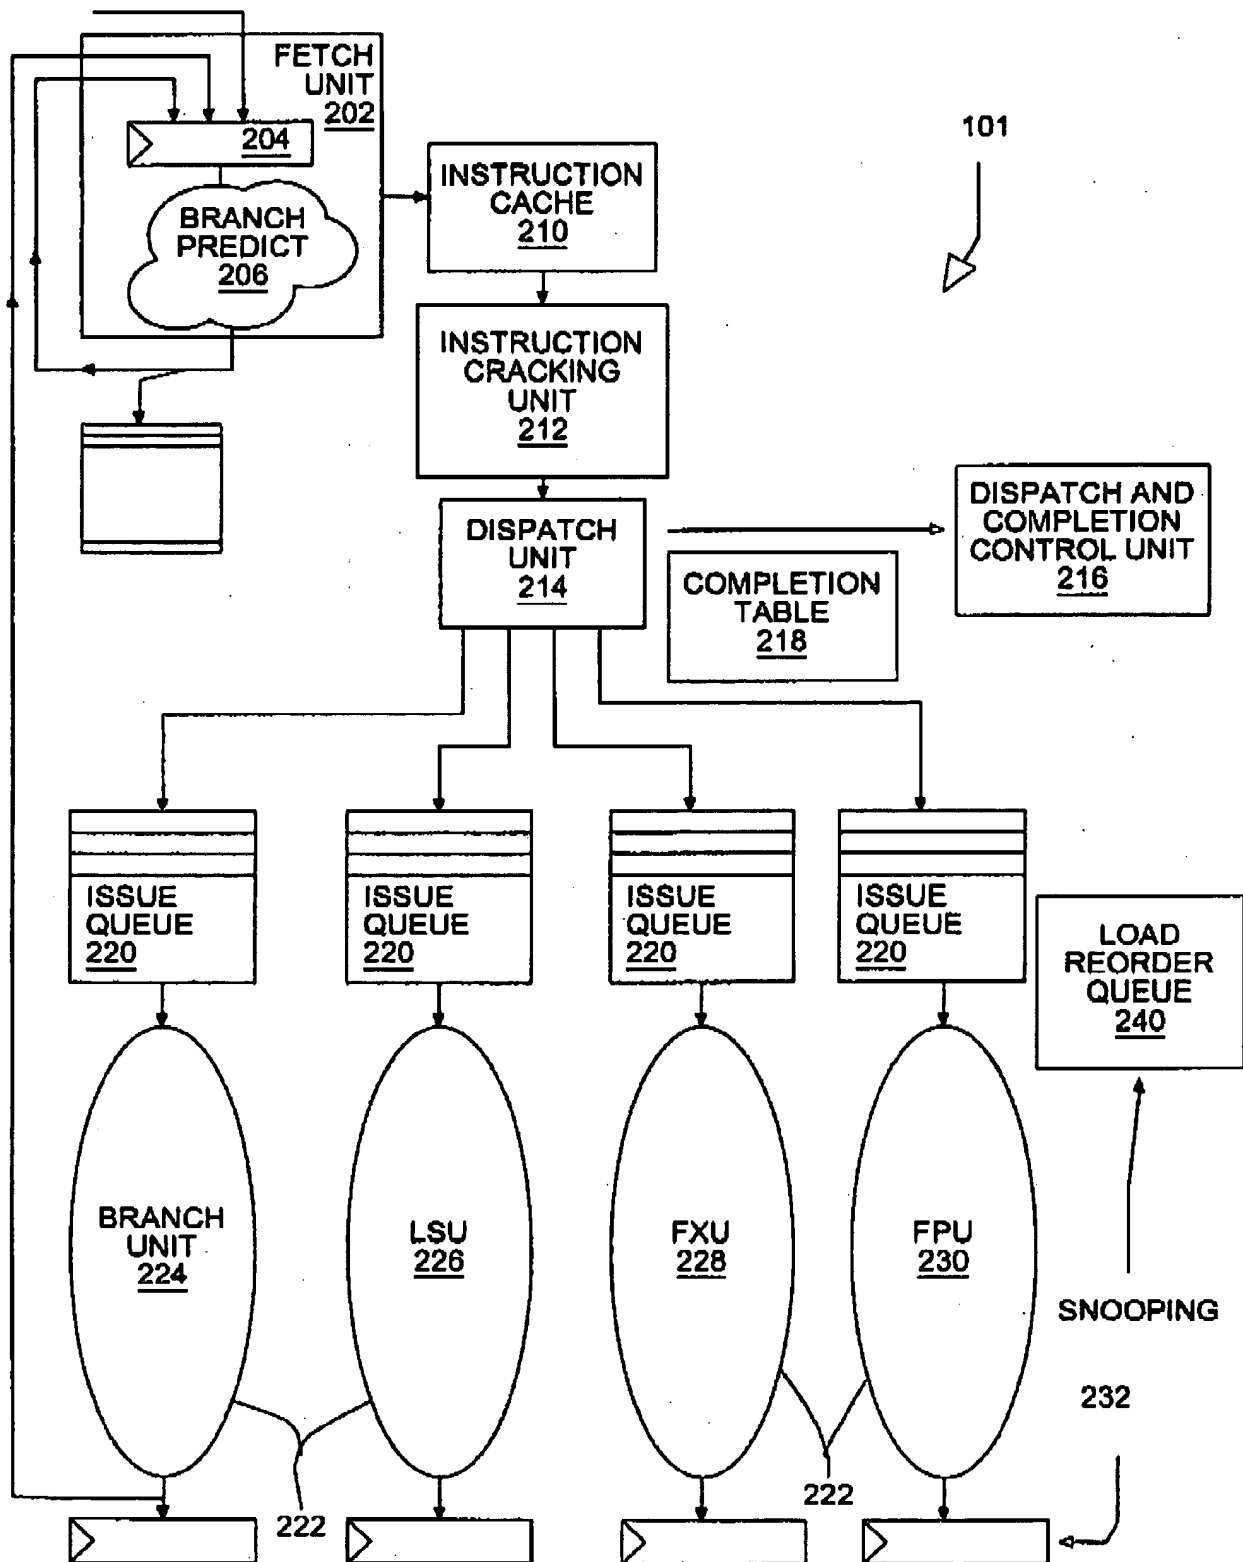 FETCH
UNIT
202
204
BRANCH
PREDICT
206
INSTRUCTION
CACHE
210
101
INSTRUCTION
CRACKING
UNIT
212
DISPATCH
UNIT
214
DISPATCH AND
COMPLETION
CONTROL UNIT
216
COMPLETION
TABLE
218
ISSUE
QUEUE
220
ISSUE
QUEUE
220
ISSUE
QUEUE
220
ISSUE
QUEUE
220
LOAD
REORDER
QUEUE
240
BRANCH
UNIT
224
LSU
226
FXU
228
FPU
230
SNOOPING
232
222
222